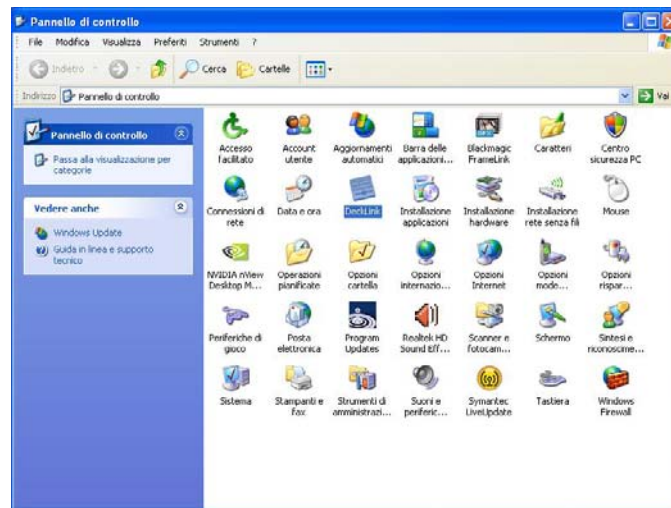 Pannello di controllo
File Modifica Visualizza Preferiti Strumenti ?
Indietro Cerca Cartelle
Indirizzo Pannello di controllo Vai
Pannello di controllo
Passa alla visualizzazione per
categorie
Vedere anche
Windows Update
Guida in linea e supporto
tecnico
Accesso
facilitato
Account
utente
Aggiornamenti
automatici
Barra delle
applicazioni...
Blackmagic
FrameLink
Caratteri
Centro
sicurezza PC
Connessioni di
rete
Data e ora
DeckLink
Installazione
applicazioni
Installazione
hardware
Installazione
rete senza fili
Mouse
NVIDIA nView
Desktop M...
Operazioni
pianificate
Opzioni
cartella
Opzioni
internazio...
Opzioni
Internet
Opzioni
mode...
Opzioni
rispar...
Periferiche di
gioco
Posta
elettronica
Program
Updates
Realtek HD
Sound Eff...
Scanner e
fotocam...
Schermo
Sintesi e
riconoscime...
Sistema
Stampanti e
fax
Strumenti di
amministrazi...
Suoni e
periferic...
Symantec
LiveUpdate
Tastiera
Windows
Firewall